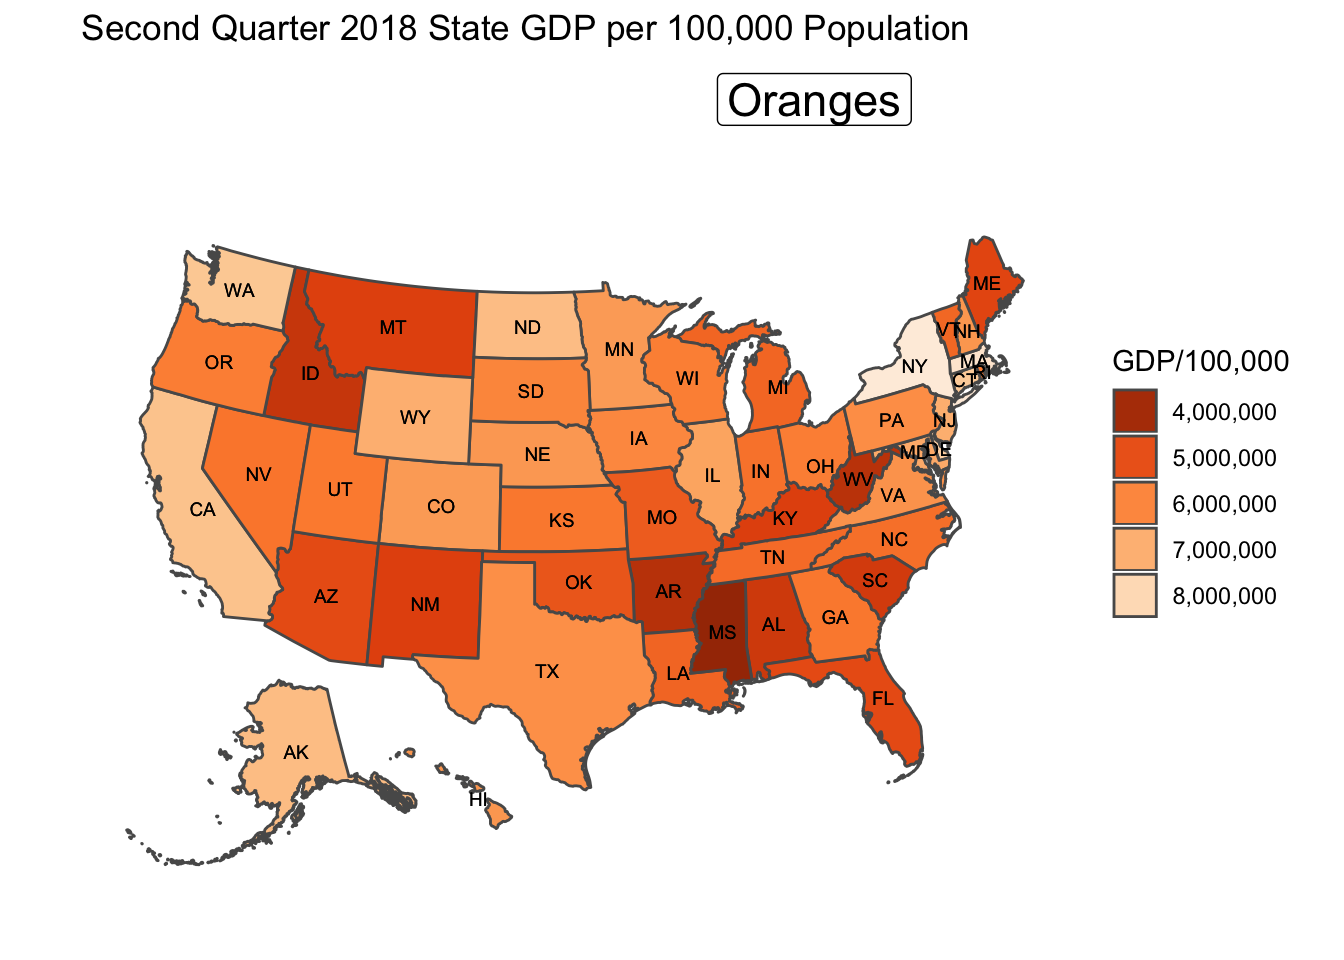 Second Quarter 2018 State GDP per 100,000 Population
Oranges
WA
MT
ND
MN
ME
VT
NH
OR
ID
SD
WI
MI
NY
MA
RI
CT
WY
IA
PA
NJ
NE
IL
IN
OH
MD
DE
NV
UT
CO
KS
MO
WV
VA
KY
CA
AZ
NM
OK
AR
TN
NC
SC
MS
AL
GA
TX
LA
FL
AK
HI
GDP/100,000
4,000,000
5,000,000
6,000,000
7,000,000
8,000,000